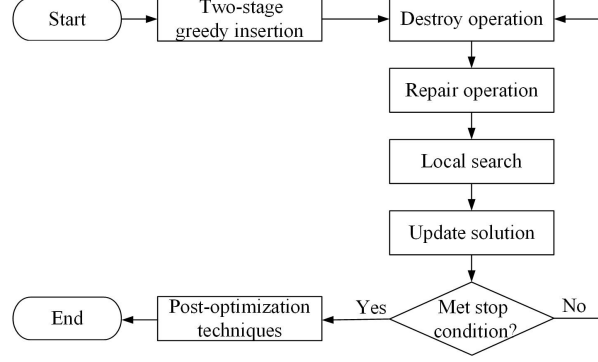 Start
Two-stage
greedy insertion
Destroy operation
Repair operation
Local search
Update solution
Met stop
condition?
Yes
No
Post-optimization
techniques
End